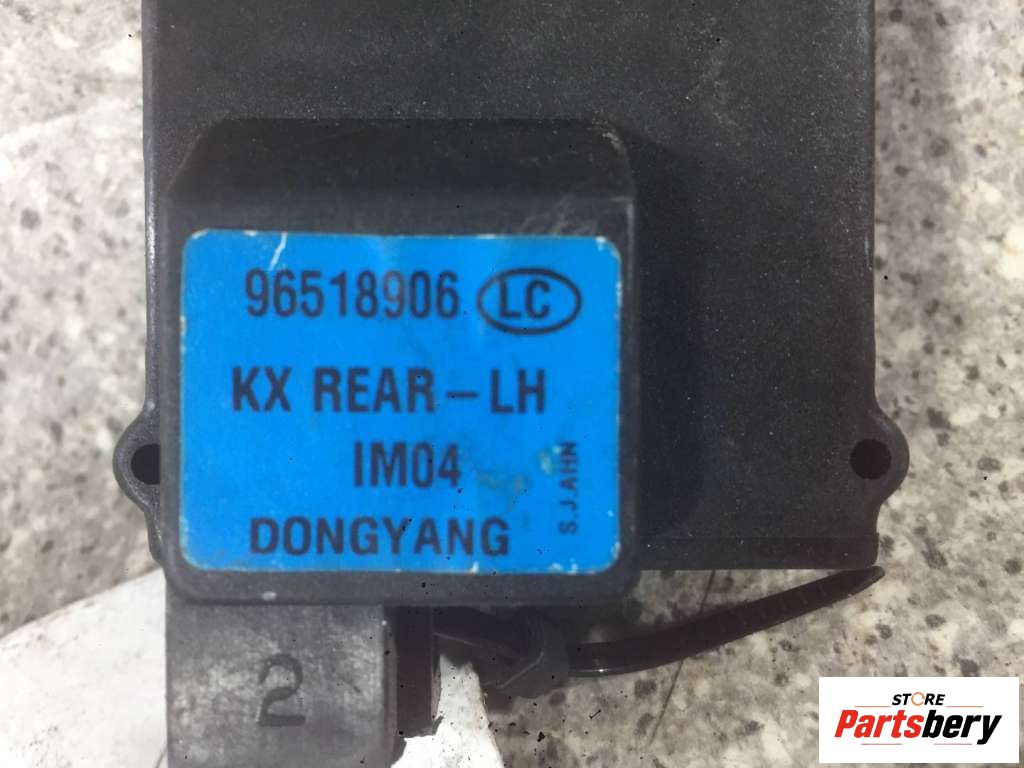 96518906 LC
KX REAR-LH
IM04
DONGYANG
S.J.AHN
2
STORE
Partsbery